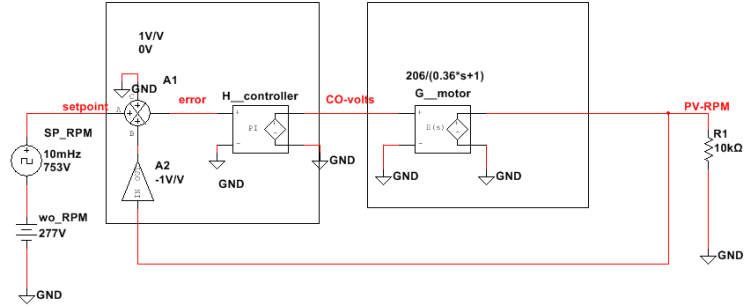 1V/V
0V
C
GND
A1
A
B
setpoint
error
H__controller
PI
GND
GND
CO-volts
206/(0.36*s+1)
G__motor
E(s)
GND
GND
PV-RPM
R1
10kΩ
GND
SP_RPM
10mHz
753V
A2
-1V/V
OUT
IN
wo_RPM
277V
GND